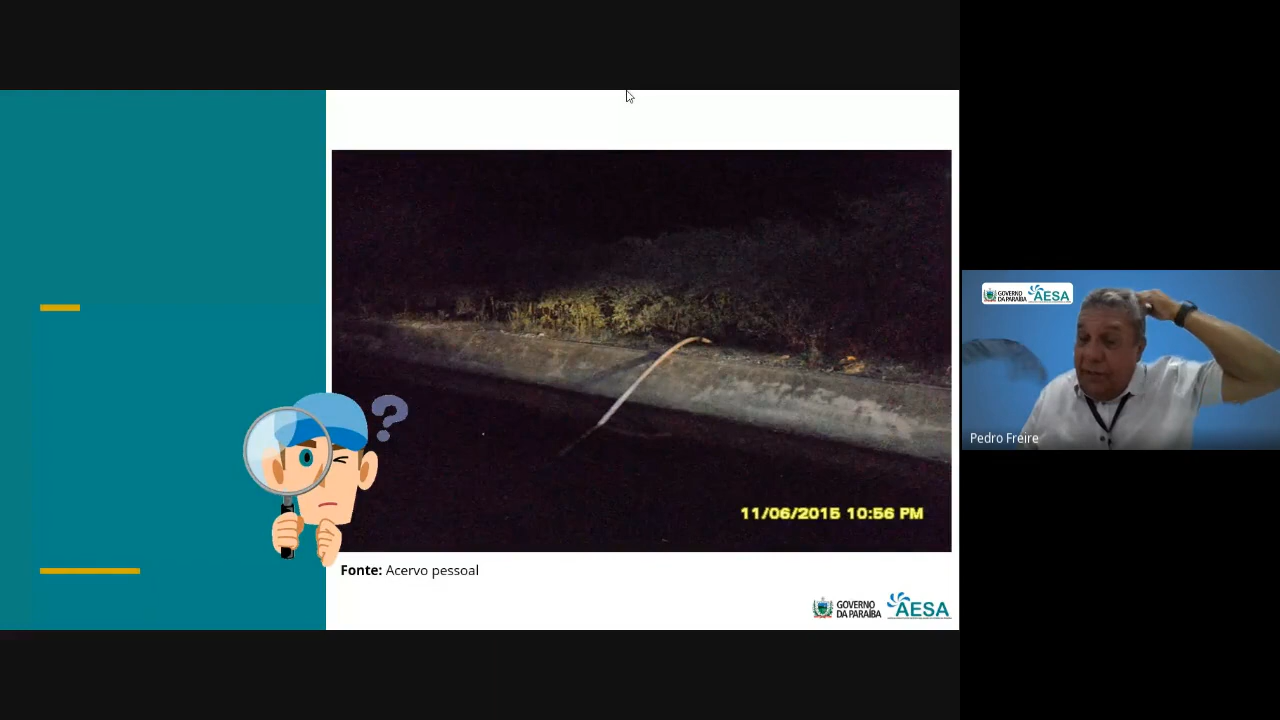 11/06/2015 10:56 PM
?
Fonte: Acervo pessoal
GOVERNO
DA PARAÍBA
AESA
GOVERNO
DA PARAÍBA
AESA
Pedro Freire